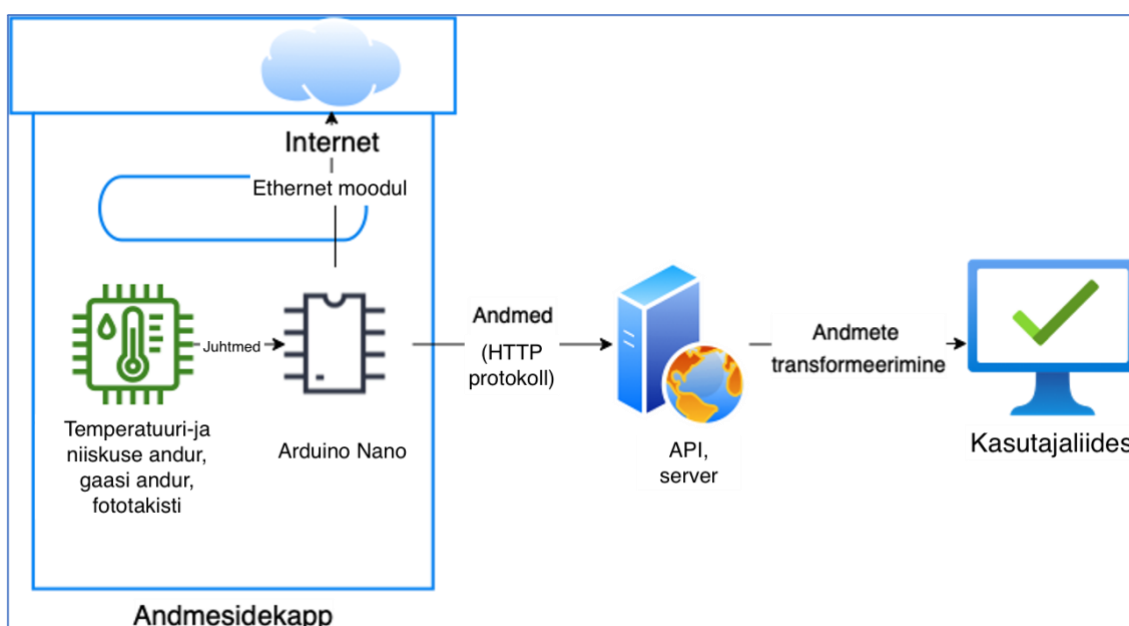 Internet
Ethernet moodul
Juhtmed
Temperatuuri-ja
niiskuse andur,
gaasi andur,
fototakisti
Arduino Nano
Andmed
(HTTP
protokoll)
API,
server
Andmete
transformeerimine
Kasutajaliides
Andmesidekapp